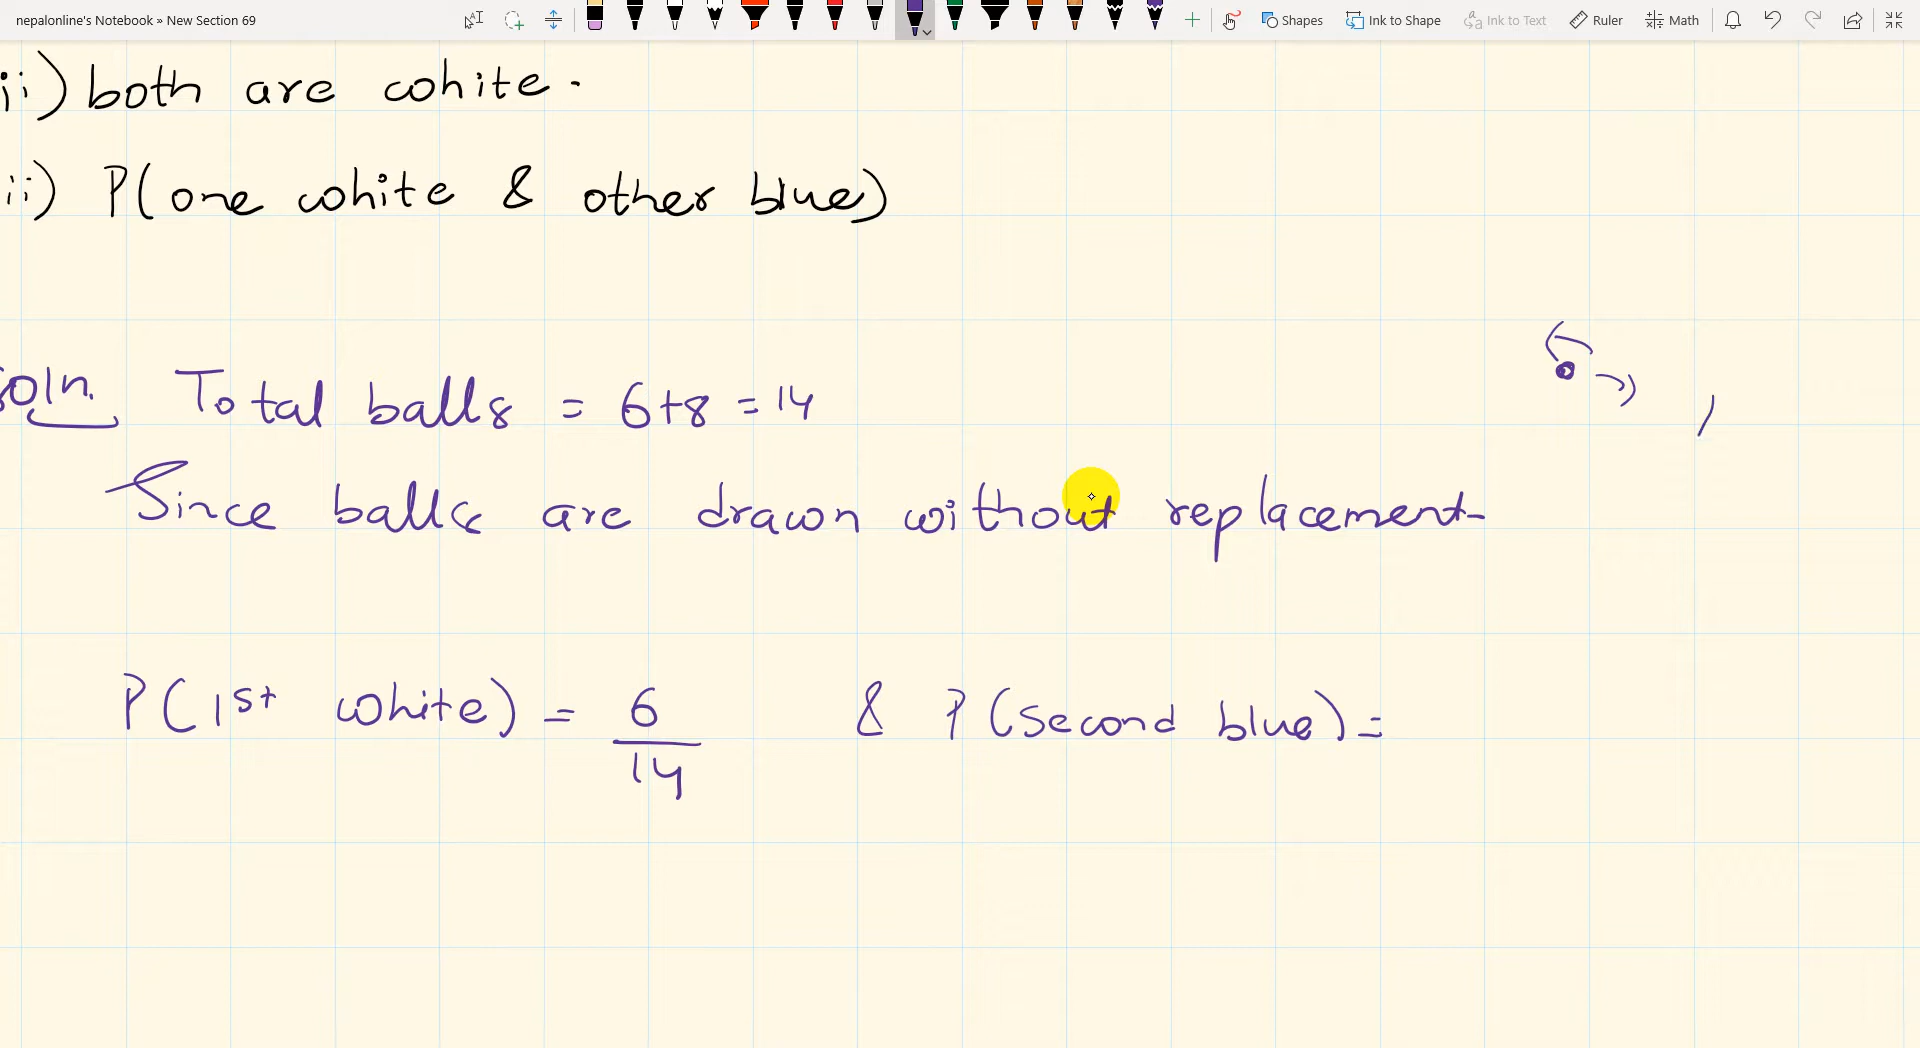 nepalonline's Notebook » New Section 69
Shapes Ink to Shape Ink to Text Ruler Math
ii) both are white.
ii) P(one white & other blue)
soln. Total balls = 6+8 = 14
Since balls are drawn without replacement
P(1st white) = 6/14 & P(second blue) =